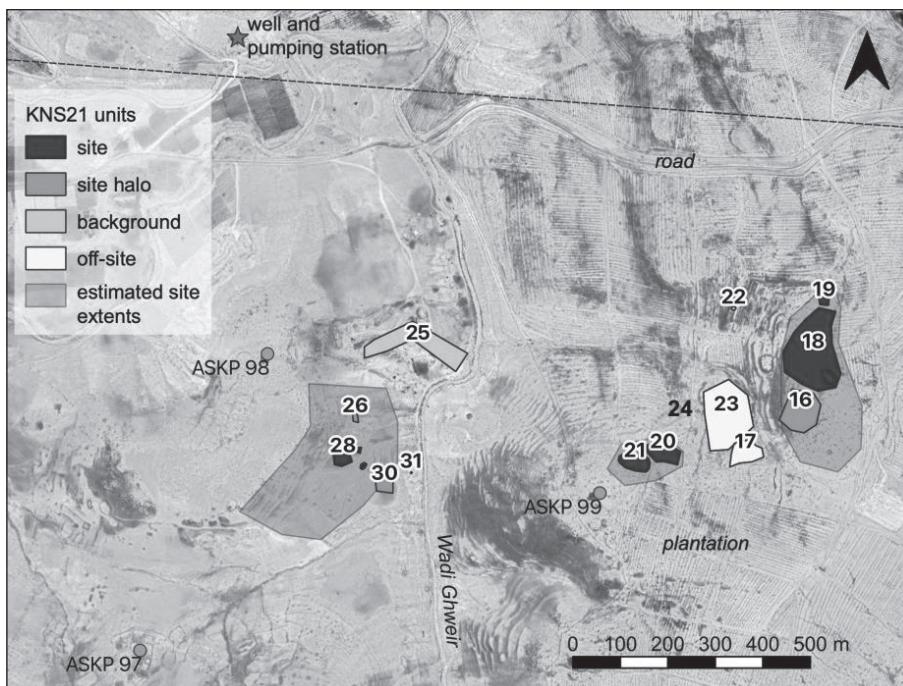 well and
pumping station
KNS21 units
site
site halo
background
off-site
estimated site
extents
road
19
22
18
25
ASKP 98
16
26
24
23
28
20
17
21
31
30
ASKP 99
plantation
Wadi Ghweir
ASKP 97
0 100 200 300 400 500 m